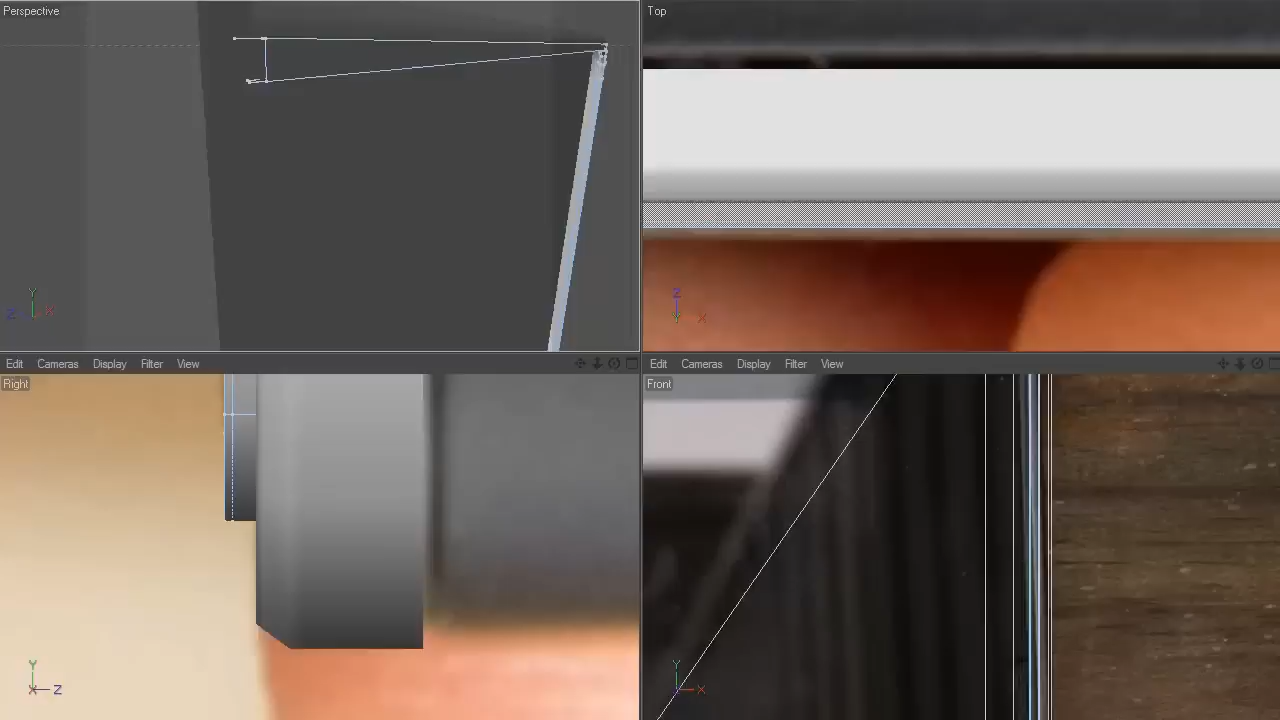 Perspective
Top
Z
Y
X
Z
Y
X
Edit Cameras Display Filter View
Edit Cameras Display Filter View
Right
Front
Y
X
Z
Y
Z
X